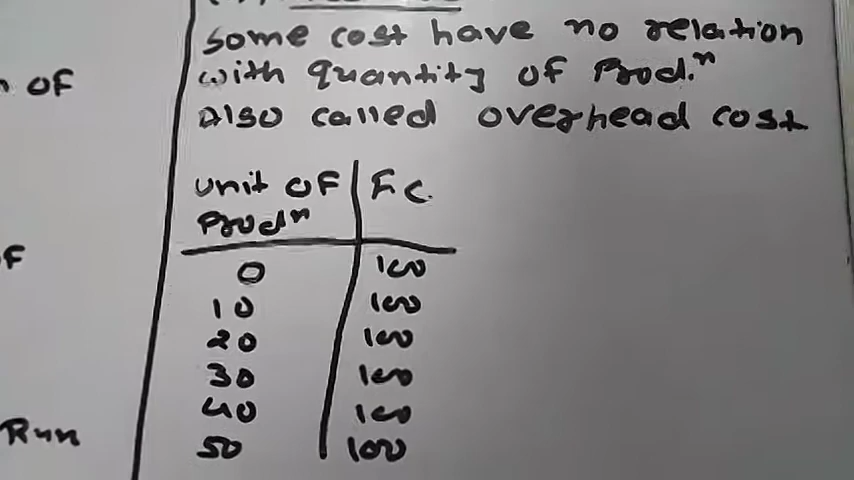 some cost have no relation
with quantity of Prod.ⁿ
Also called overhead cost
unit of Prodⁿ | F.C.
0 | 100
10 | 100
20 | 100
30 | 100
40 | 100
50 | 100
of
F
Run